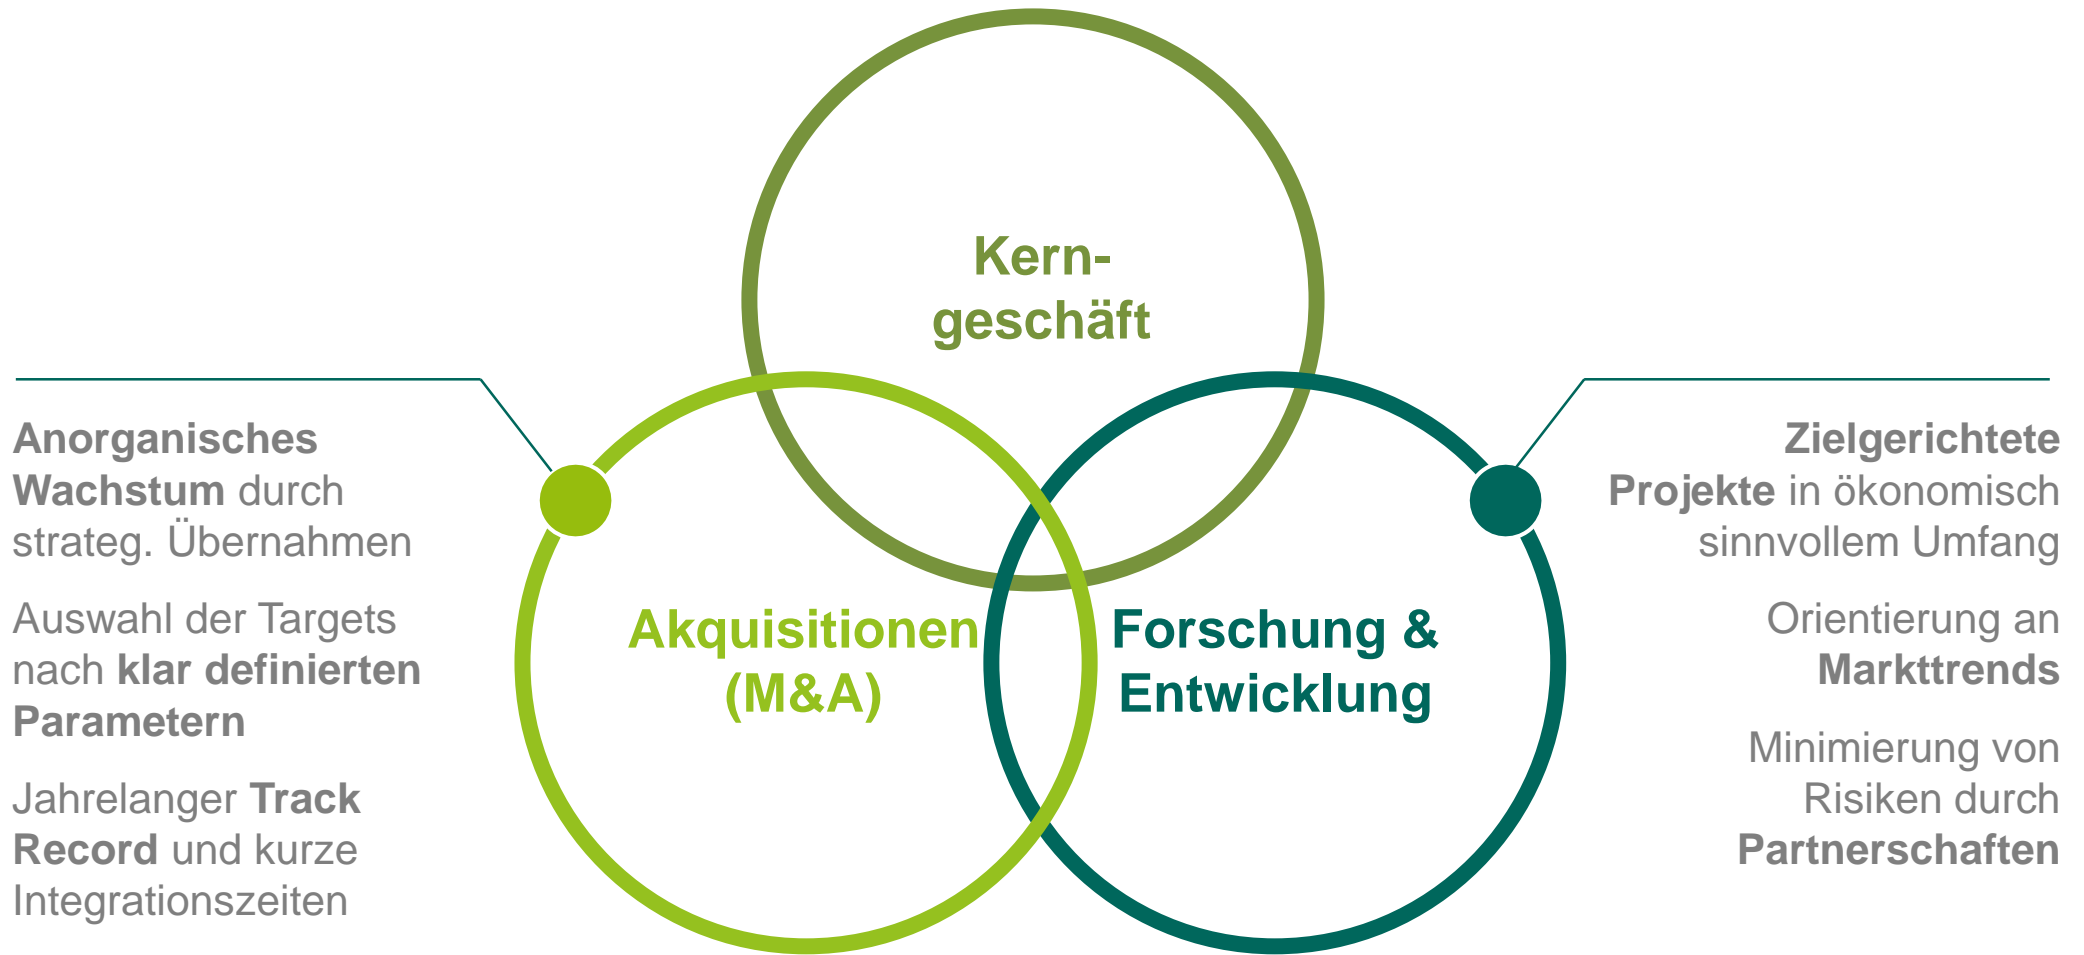 Kern-
geschäft
Anorganisches
Wachstum durch
strateg. Übernahmen
Auswahl der Targets
nach klar definierten
Parametern
Jahrelanger Track
Record und kurze
Integrationszeiten
Akquisitionen
(M&A)
Forschung &
Entwicklung
Zielgerichtete
Projekte in ökonomisch
sinnvollem Umfang
Orientierung an
Markttrends
Minimierung von
Risiken durch
Partnerschaften